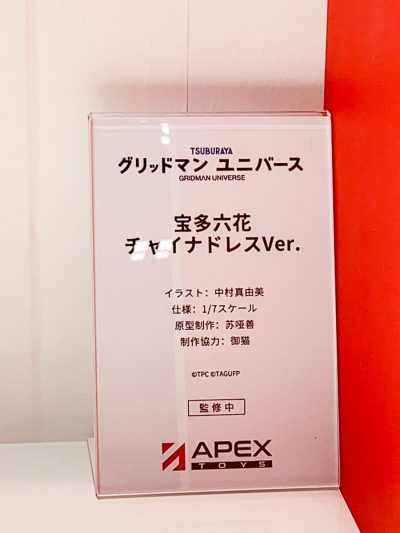 TSUBURAYA
グリッドマン ユニバース
GRIDMAN UNIVERSE
宝多六花
チャイナドレスVer.
イラスト：中村真由美
仕様：1/7スケール
原型制作：苏哑善
制作協力：御猫
©TPC ©TAGUFP
監修中
APEX
TOYS